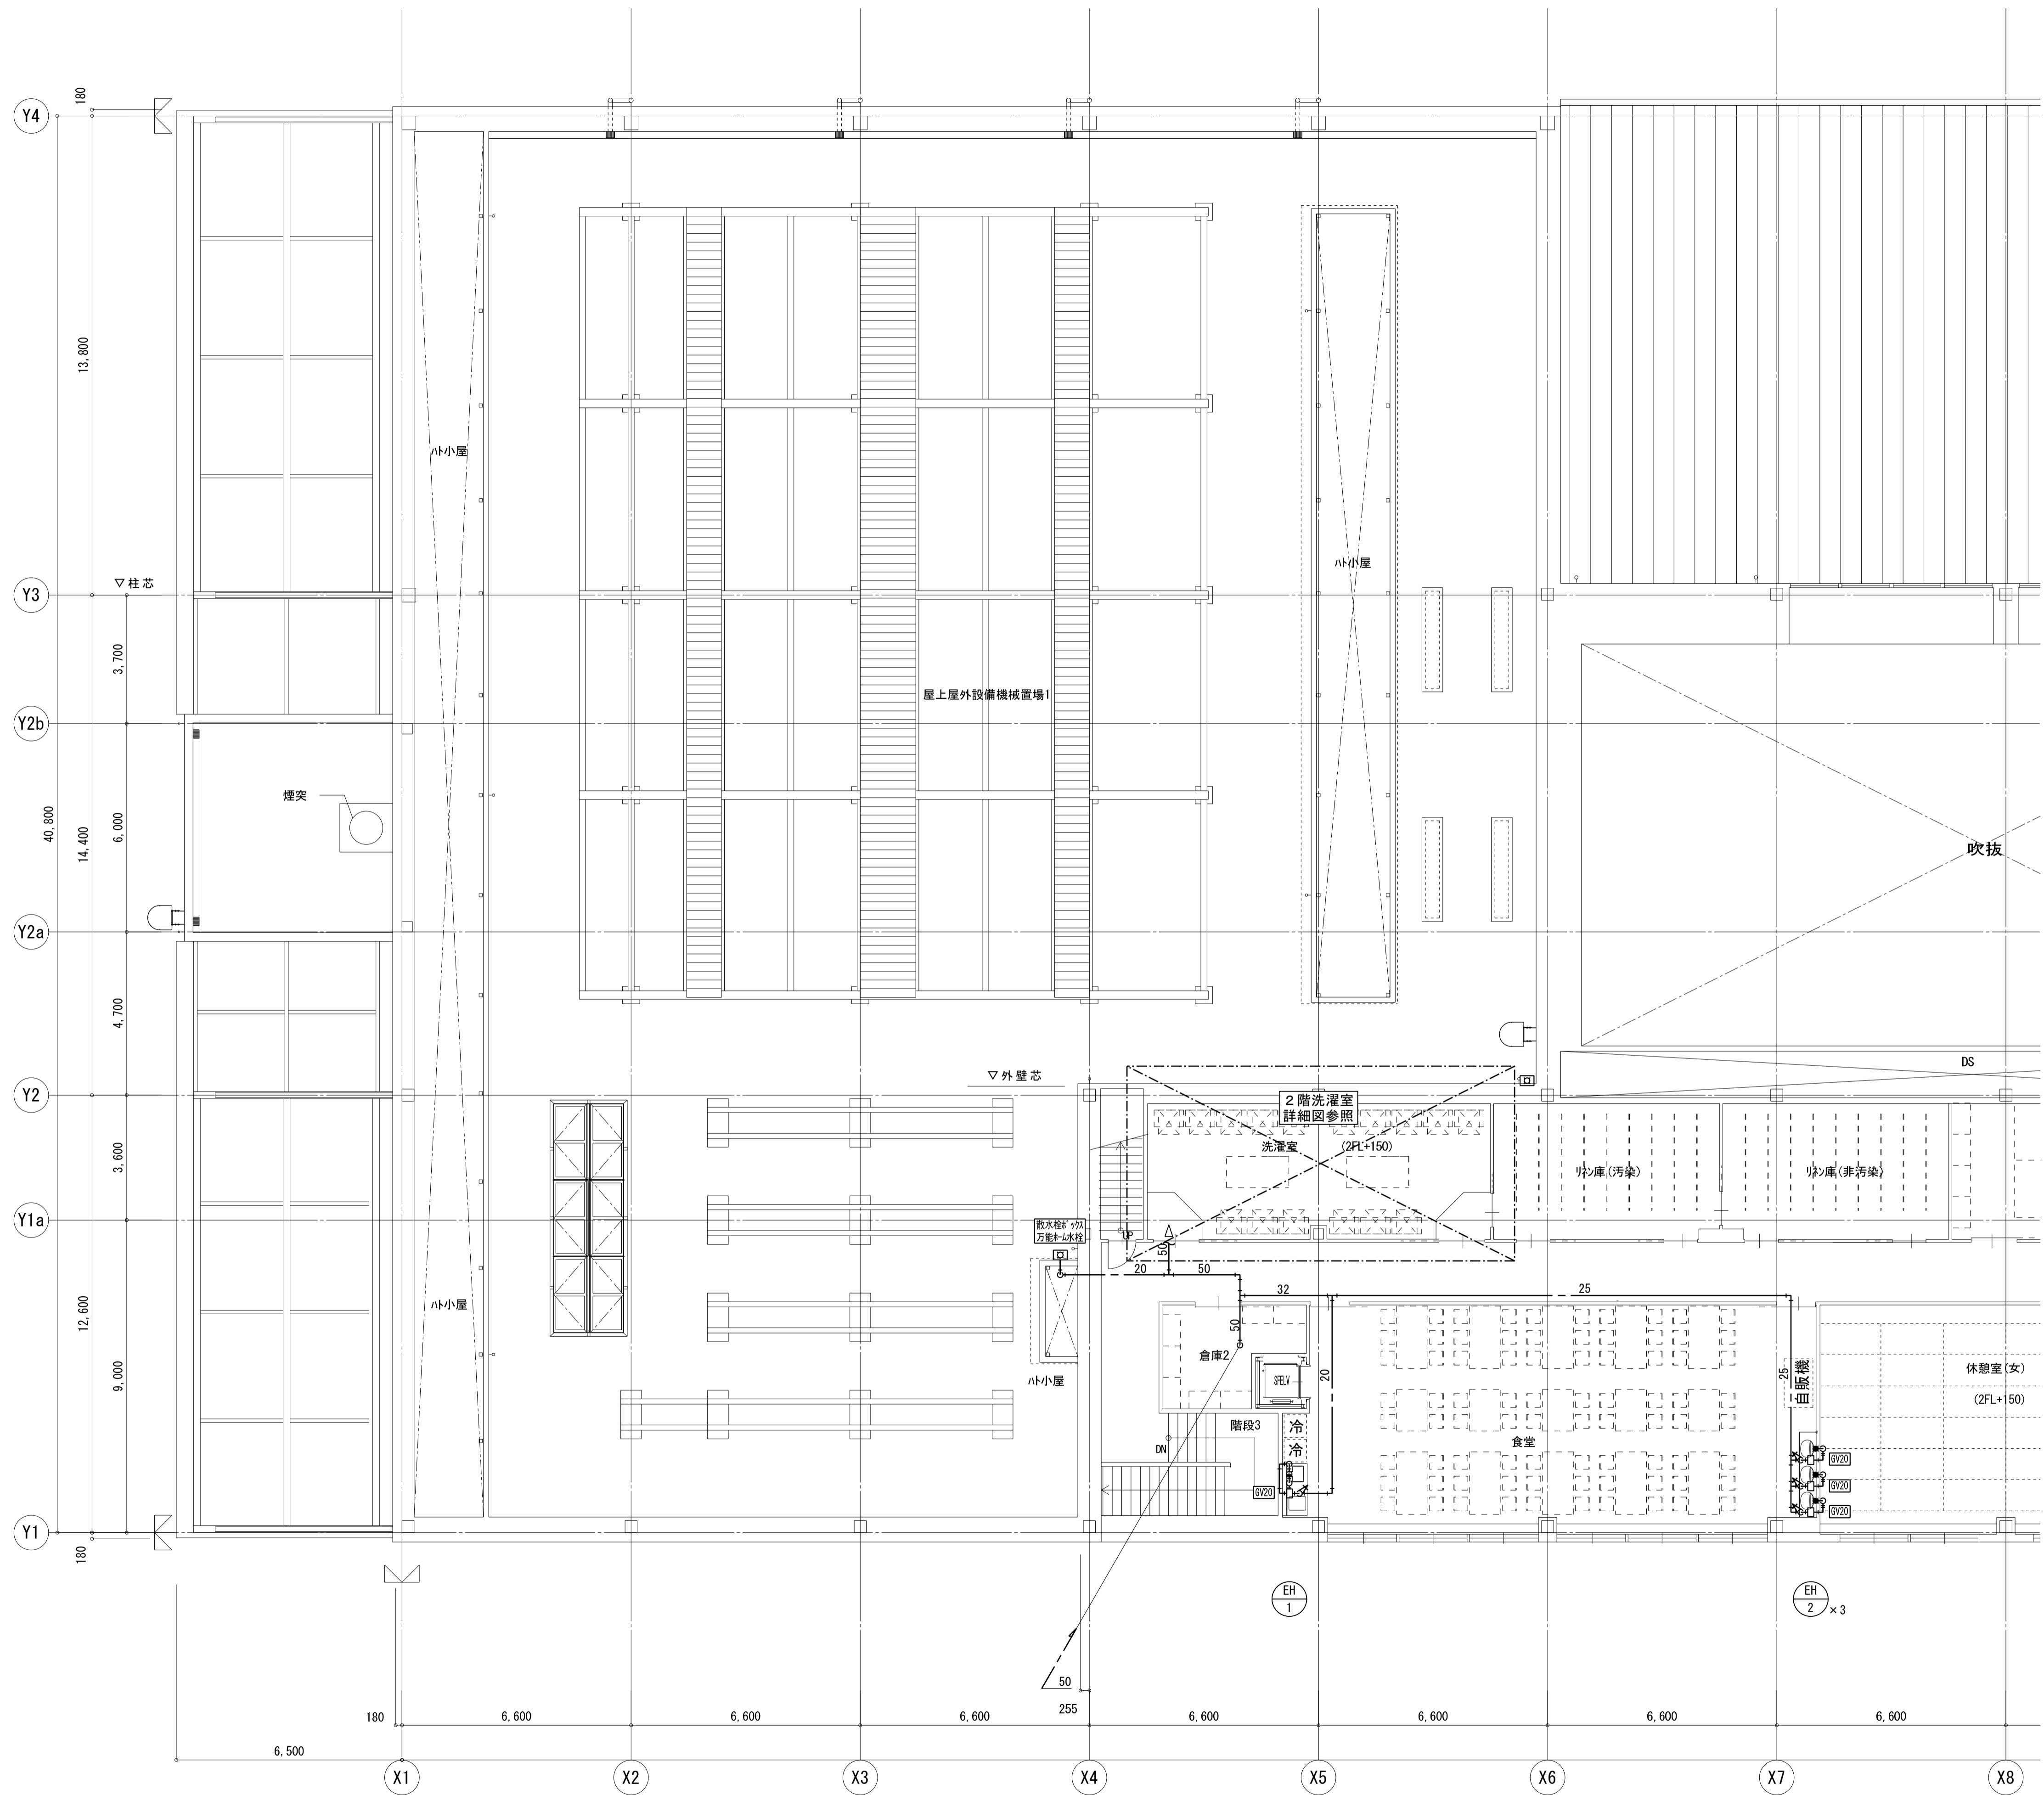 180
Y4
13,800
ハト小屋
ハト小屋
▽柱芯
Y3
3,700
屋上屋外設備機械置場1
Y2b
煙突
40,800
14,400
6,000
吹抜
Y2a
4,700
DS
▽外壁芯
Y2
2階洗濯室
詳細図参照
洗濯室
(2FL+150)
3,600
ﾘﾈﾝ庫(汚染)
ﾘﾈﾝ庫(非汚染)
Y1a
散水栓ﾎﾞｯｸｽ
万能ﾎｰﾑ水栓
UP
50
20
50
32
25
ハト小屋
12,600
50
倉庫2
9,000
SFELV
20
25
自販機
休憩室(女)
(2FL+150)
ハト小屋
階段3
冷
冷
DN
食堂
GV20
GV20
GV20
GV20
Y1
180
EH
1
EH
2
×3
50
180
6,600
6,600
6,600
255
6,600
6,600
6,600
6,600
6,500
X1
X2
X3
X4
X5
X6
X7
X8